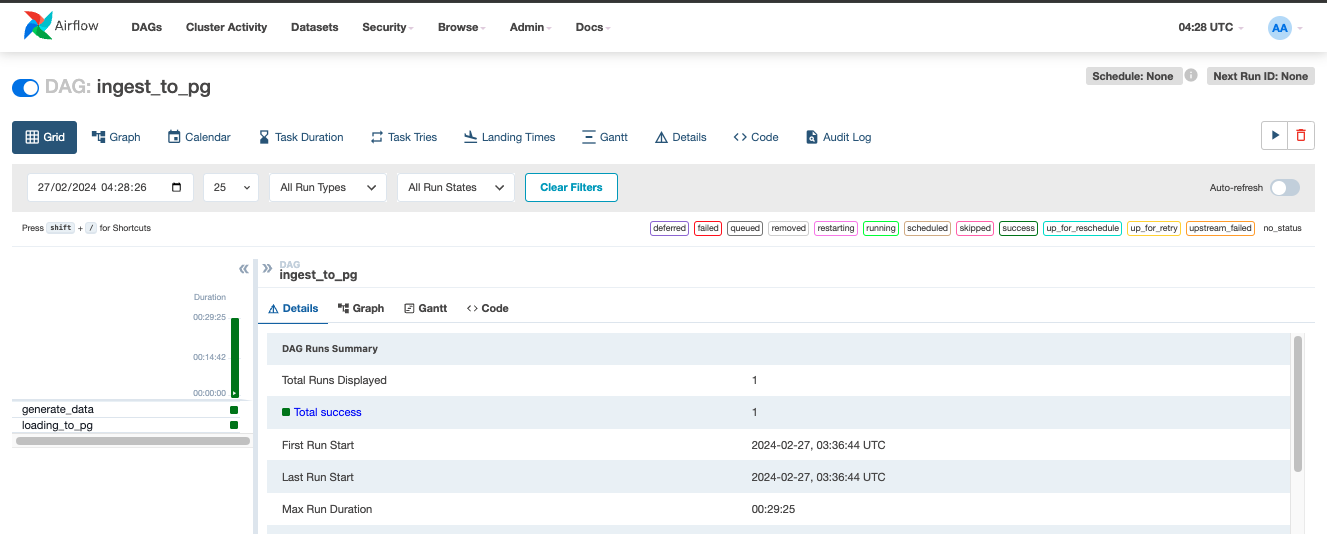 Airflow DAGs Cluster Activity Datasets Security Browse Admin Docs 04:28 UTC AA
Schedule: None Next Run ID: None
DAG: ingest_to_pg
Grid Graph Calendar Task Duration Task Tries Landing Times Gantt Details Code Audit Log
27/02/2024 04:28:26 25 All Run Types All Run States Clear Filters Auto-refresh
Press shift + / for Shortcuts deferred failed queued removed restarting running scheduled skipped success up_for_reschedule up_for_retry upstream_failed no_status
DAG
ingest_to_pg
Duration
00:29:25
00:14:42
00:00:00
generate_data
loading_to_pg
Details Graph Gantt Code
DAG Runs Summary
Total Runs Displayed 1
Total success 1
First Run Start 2024-02-27, 03:36:44 UTC
Last Run Start 2024-02-27, 03:36:44 UTC
Max Run Duration 00:29:25